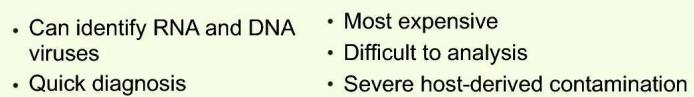 • Can identify RNA and DNA
viruses
• Quick diagnosis
• Most expensive
• Difficult to analysis
• Severe host-derived contamination